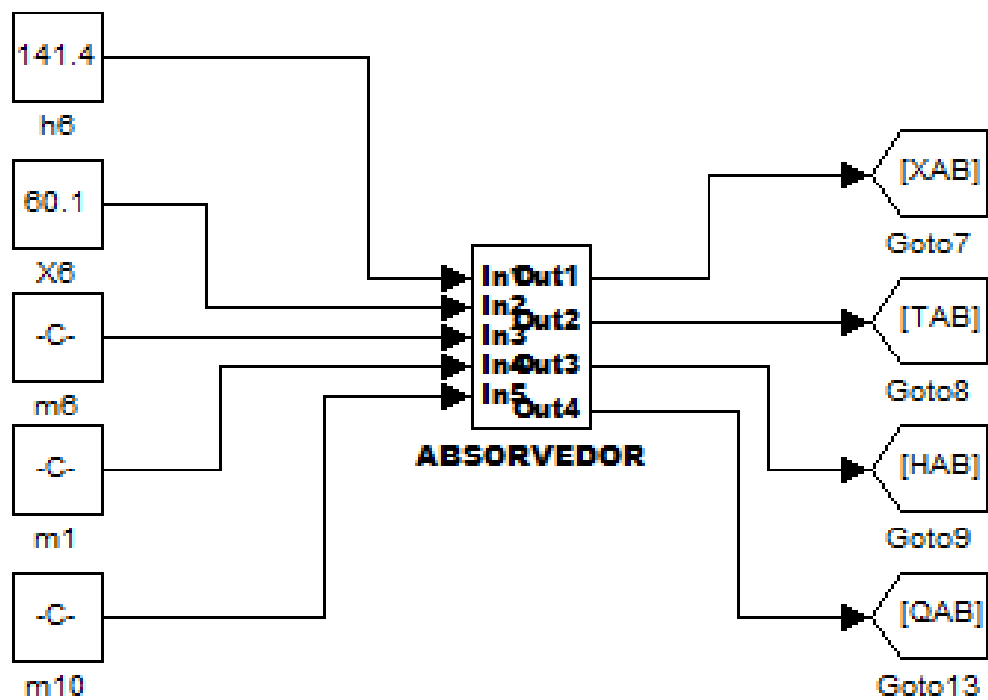 141.4
h6
60.1
X6
-C-
m6
-C-
m1
-C-
m10
In1
In2
In3
In4
In5
Out1
Out2
Out3
Out4
ABSORVEDOR
[XAB]
Goto7
[TAB]
Goto8
[HAB]
Goto9
[QAB]
Goto13